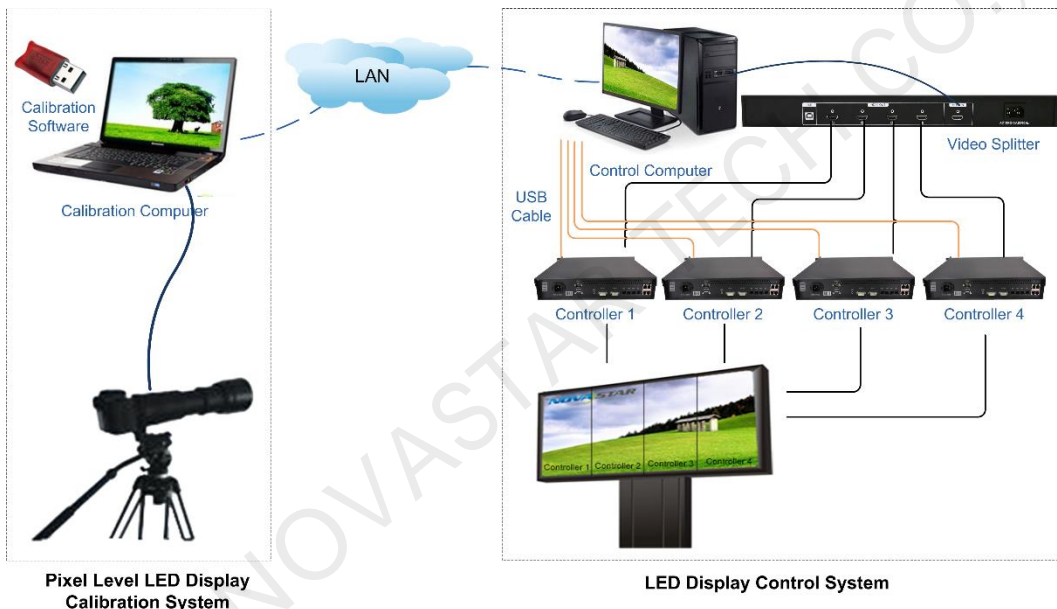 LAN
Calibration
Software
Calibration Computer
Control Computer
Video Splitter
USB
Cable
Controller 1
Controller 2
Controller 3
Controller 4
NOVASTAR
Controller 1
Controller 2
Controller 3
Controller 4
Pixel Level LED Display
Calibration System
LED Display Control System
NOVASTAR TECH CO.